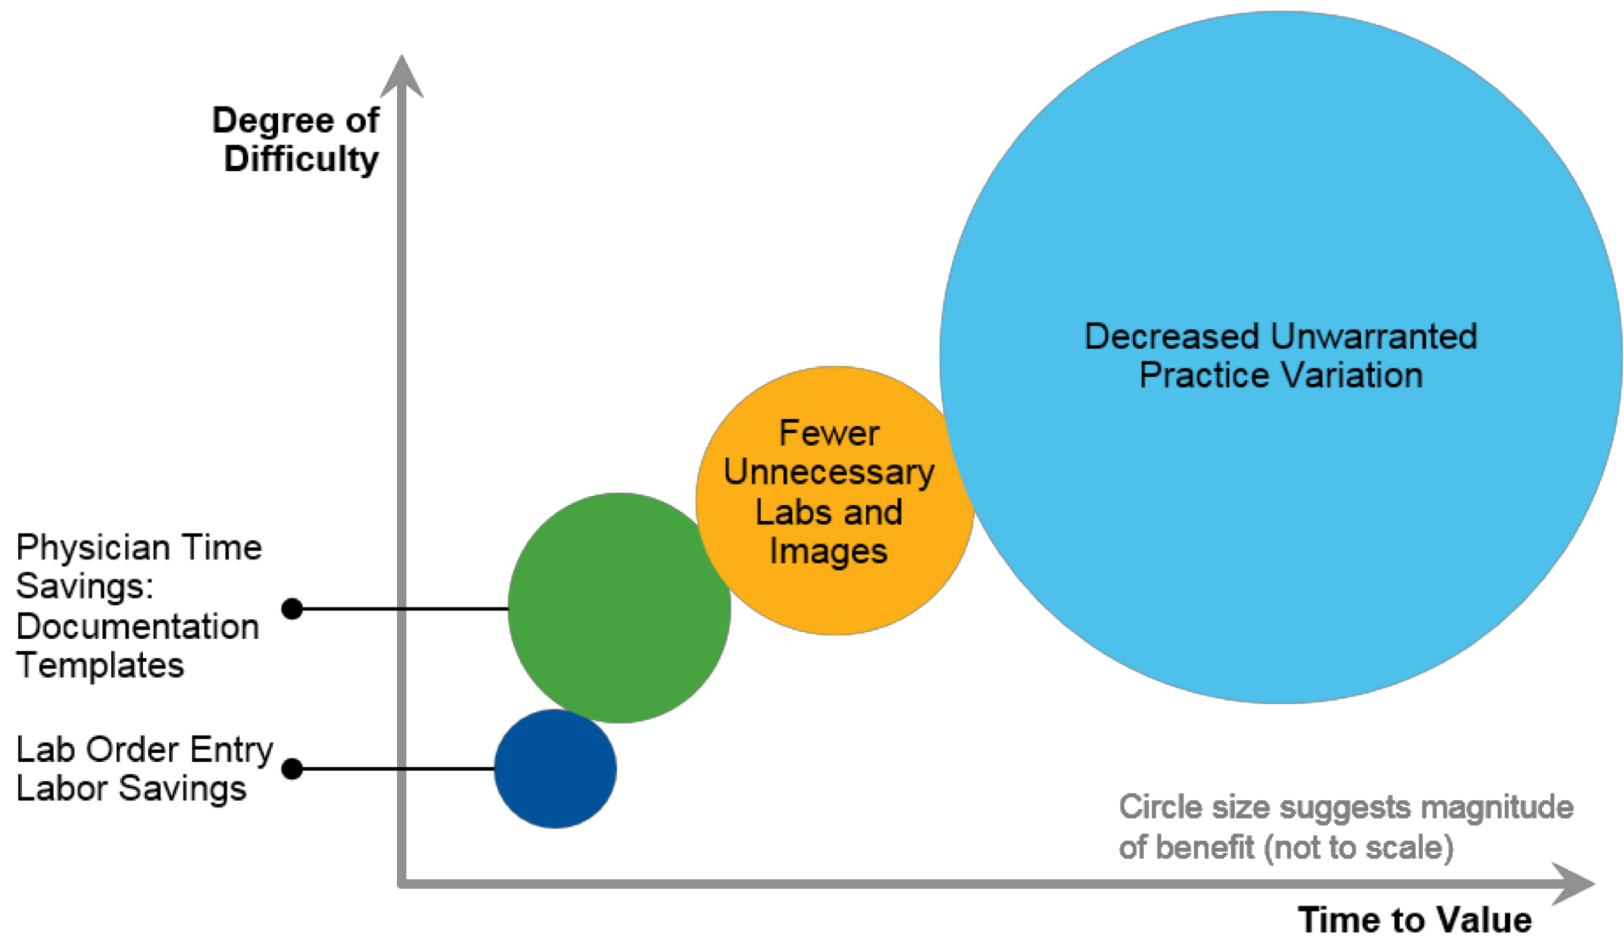 Degree of
Difficulty
Decreased Unwarranted
Practice Variation
Fewer
Unnecessary
Labs and
Images
Physician Time
Savings:
Documentation
Templates
Lab Order Entry
Labor Savings
Circle size suggests magnitude
of benefit (not to scale)
Time to Value